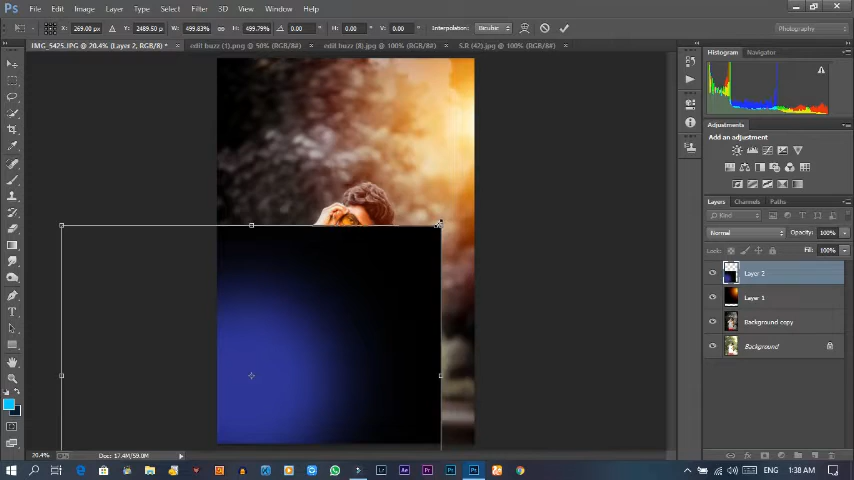 Ps File Edit Image Layer Type Select Filter 3D View Window Help
X: 269.00 px Y: 2489.50 p W: 499.83% H: 499.79% 0.00 H: 0.00 V: 0.00 Interpolation: Bicubic Photography
IMG_5425.JPG @ 20.4% (Layer 2, RGB/8) * × edit buzz (1).png @ 50% (RGB/8#) × edit buzz (8).jpg @ 100% (RGB/8#) × S.R (42).jpg @ 100% (RGB/8#) ×
Histogram Navigator
Adjustments
Add an adjustment
Layers Channels Paths
Kind
Normal Opacity: 100%
Lock: Fill: 100%
Layer 2
Layer 1
Background copy
Background
20.4% Doc: 17.4M/59.0M
ENG 1:38 AM